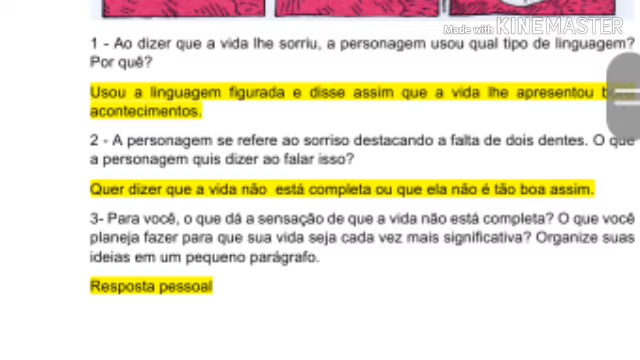 Made with KINEMASTER
1 - Ao dizer que a vida lhe sorriu, a personagem usou qual tipo de linguagem?
Por quê?
Usou a linguagem figurada e disse assim que a vida lhe apresentou
acontecimentos.
2 - A personagem se refere ao sorriso destacando a falta de dois dentes. O que
a personagem quis dizer ao falar isso?
Quer dizer que a vida não está completa ou que ela não é tão boa assim.
3- Para você, o que dá a sensação de que a vida não está completa? O que você
planeja fazer para que sua vida seja cada vez mais significativa? Organize suas
ideias em um pequeno parágrafo.
Resposta pessoal